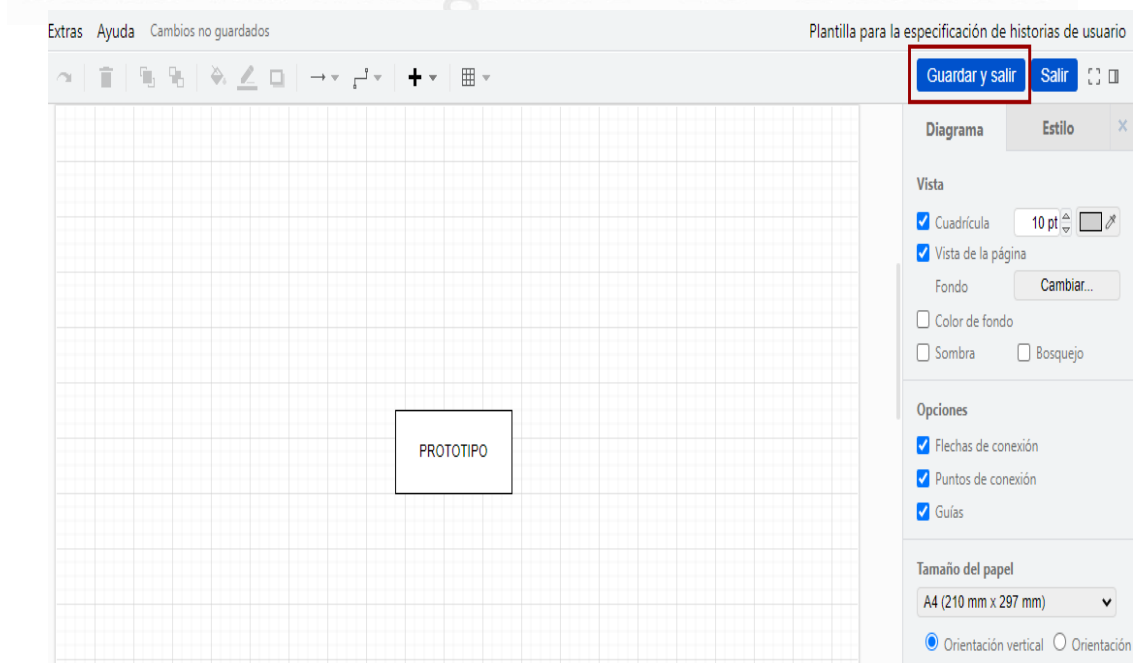 Extras Ayuda Cambios no guardados
Plantilla para la especificación de historias de usuario
Guardar y salir Salir
Diagrama Estilo
Vista
Cuadrícula 10 pt
Vista de la página
Fondo Cambiar...
Color de fondo
Sombra Bosquejo
PROTOTIPO
Opciones
Flechas de conexión
Puntos de conexión
Guías
Tamaño del papel
A4 (210 mm x 297 mm)
Orientación vertical Orientación